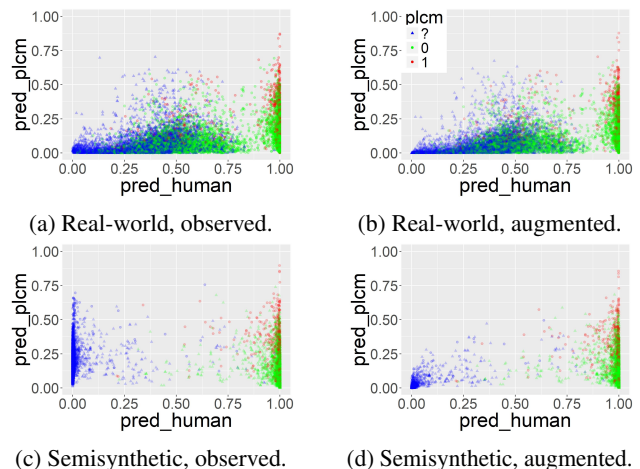 1.00
0.75
0.50
0.25
0.00
pred_plcm
0.00 0.25 0.50 0.75 1.00
pred_human
(a) Real-world, observed.
1.00
0.75
0.50
0.25
0.00
pred_plcm
plcm
?
0
1
0.00 0.25 0.50 0.75 1.00
pred_human
(b) Real-world, augmented.
1.00
0.75
0.50
0.25
0.00
pred_plcm
0.00 0.25 0.50 0.75 1.00
pred_human
(c) Semisynthetic, observed.
1.00
0.75
0.50
0.25
0.00
pred_plcm
0.00 0.25 0.50 0.75 1.00
pred_human
(d) Semisynthetic, augmented.